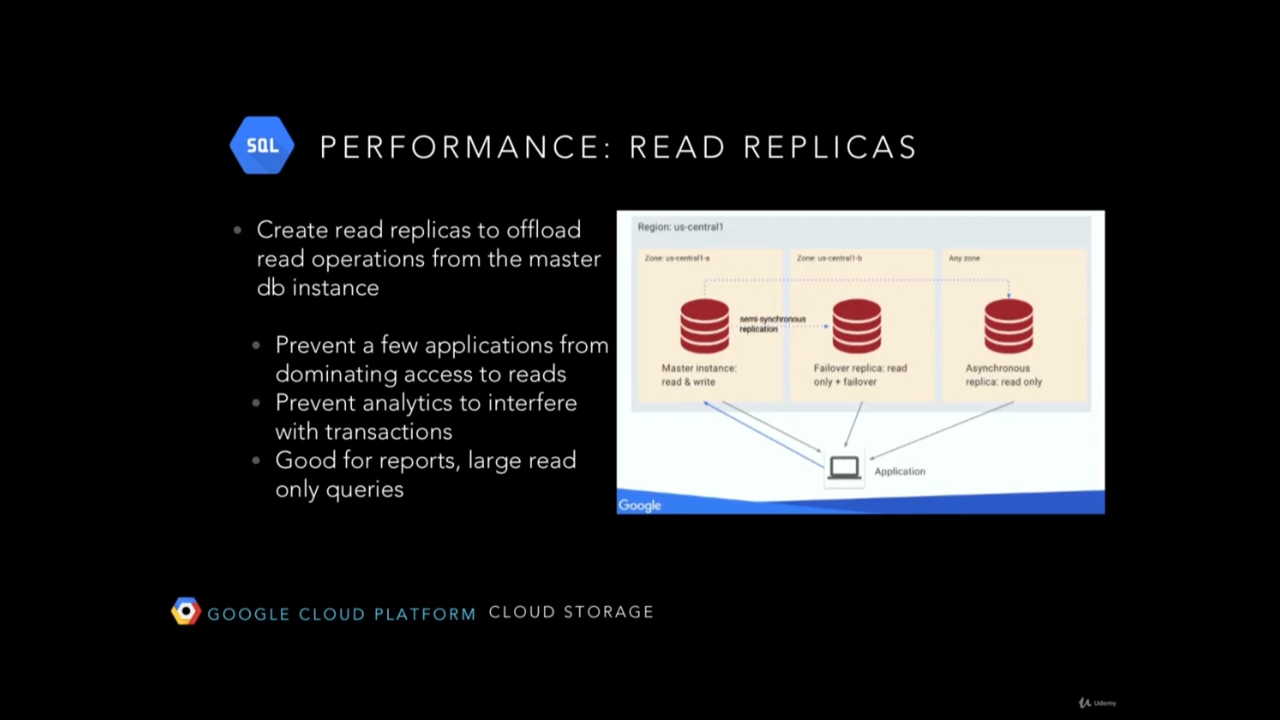 SQL
PERFORMANCE: READ REPLICAS
• Create read replicas to offload
read operations from the master
db instance
• Prevent a few applications from
dominating access to reads
• Prevent analytics to interfere
with transactions
• Good for reports, large read
only queries
Region: us-central1
Zone: us-central1-a
Zone: us-central1-b
Any zone
semi-synchronous
replication
Master instance:
read & write
Failover replica: read
only + failover
Asynchronous
replica: read only
Application
Google
GOOGLE CLOUD PLATFORM CLOUD STORAGE
Udemy